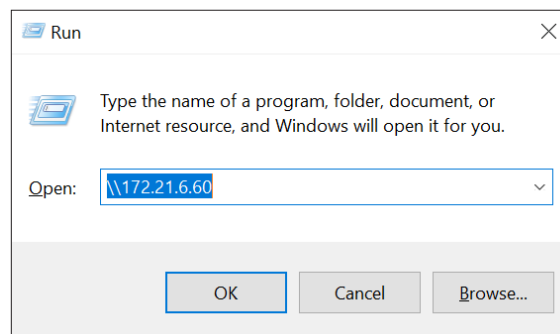 Run
Type the name of a program, folder, document, or
Internet resource, and Windows will open it for you.
Open: \\172.21.6.60
OK Cancel Browse...